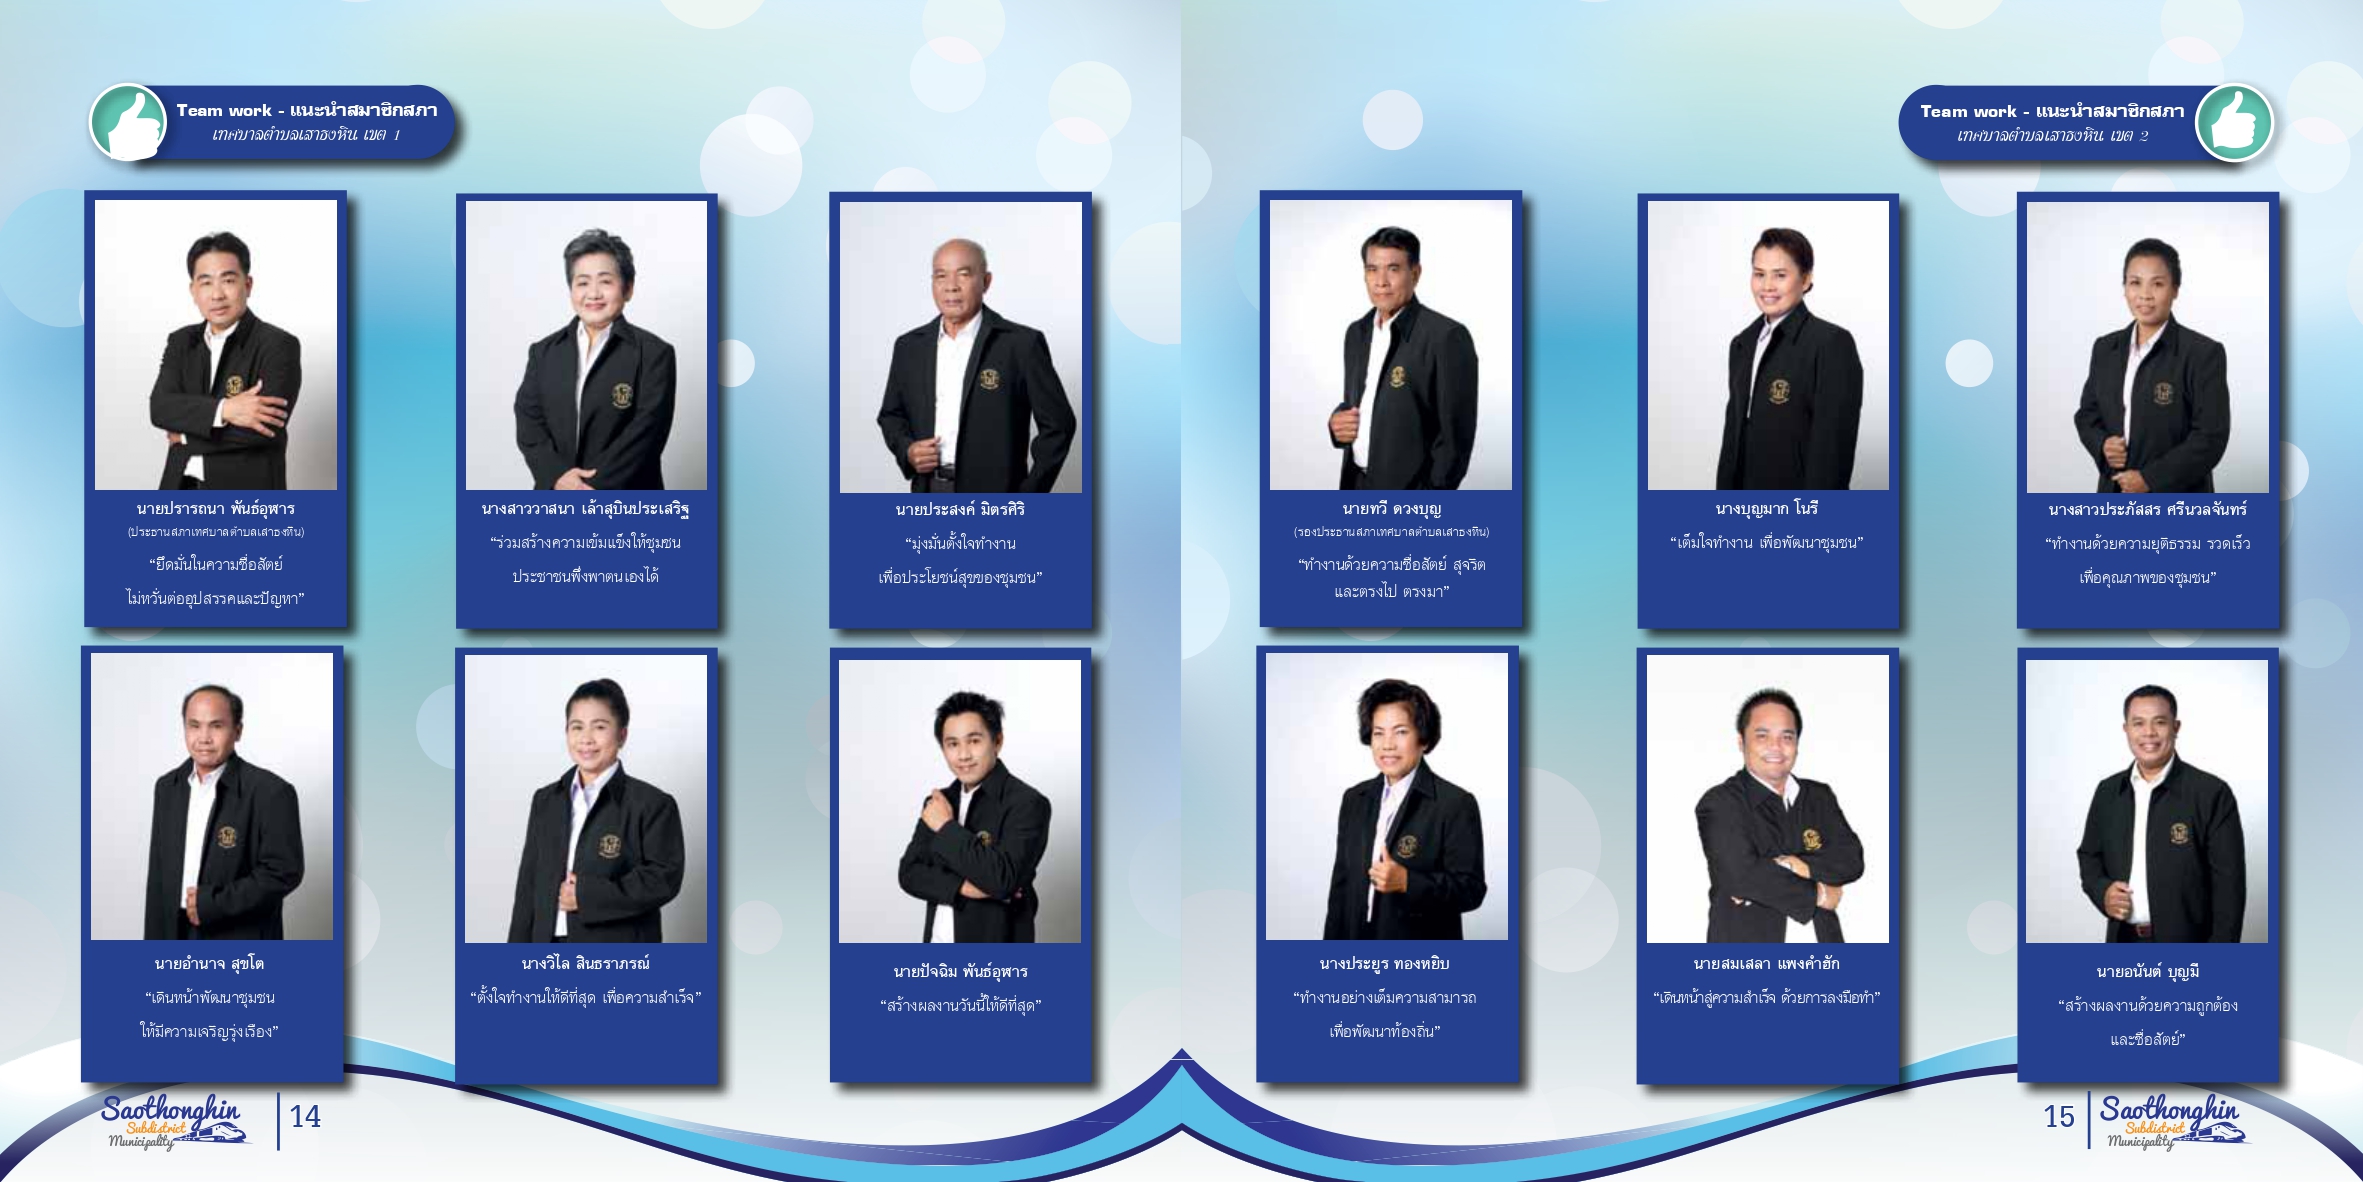 Team work - แนะนำสมาชิกสภา
เทศบาลตำบลเสาธงหิน เขต 1
นายปรารถนา พันธ์อุฬาร
(ประธานสภาเทศบาลตำบลเสาธงหิน)
“ยึดมั่นในความซื่อสัตย์
ไม่หวั่นต่ออุปสรรคและปัญหา”
นางสาววาสนา เล้าสุบินประเสริฐ
“ร่วมสร้างความเข้มแข็งให้ชุมชน
ประชาชนพึ่งพาตนเองได้
นายประสงค์ มิตรศิริ
“มุ่งมั่นตั้งใจทำงาน
เพื่อประโยชน์สุขของชุมชน”
นายอำนาจ สุขโต
“เดินหน้าพัฒนาชุมชน
ให้มีความเจริญรุ่งเรือง”
นางวิไล สินธราภรณ์
“ตั้งใจทำงานให้ดีที่สุด เพื่อความสำเร็จ”
นายปัจฉิม พันธ์อุฬาร
“สร้างผลงานวันนี้ให้ดีที่สุด”
Saothonghin
Subdistrict
Municipality
14
Team work - แนะนำสมาชิกสภา
เทศบาลตำบลเสาธงหิน เขต 2
นายทวี ดวงบุญ
(รองประธานสภาเทศบาลตำบลเสาธงหิน)
“ทำงานด้วยความซื่อสัตย์ สุจริต
และตรงไป ตรงมา”
นางบุญมาก โนรี
“เต็มใจทำงาน เพื่อพัฒนาชุมชน”
นางสาวประภัสสร ศรีนวลจันทร์
“ทำงานด้วยความยุติธรรม รวดเร็ว
เพื่อคุณภาพของชุมชน”
นางประยูร ทองหยิบ
“ทำงานอย่างเต็มความสามารถ
เพื่อพัฒนาท้องถิ่น”
นายสมเสลา แพงคำฮัก
“เดินหน้าสู่ความสำเร็จ ด้วยการลงมือทำ”
นายอนันต์ บุญมี
“สร้างผลงานด้วยความถูกต้อง
และซื่อสัตย์”
15
Saothonghin
Subdistrict
Municipality